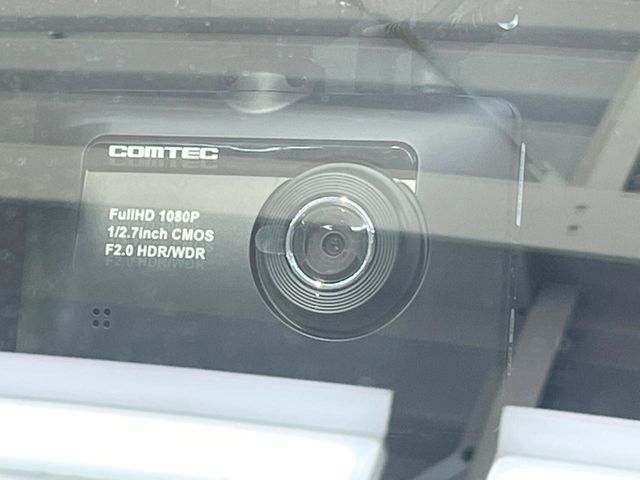 COMTEC
FullHD 1080P
1/2.7inch CMOS
F2.0 HDR/WDR